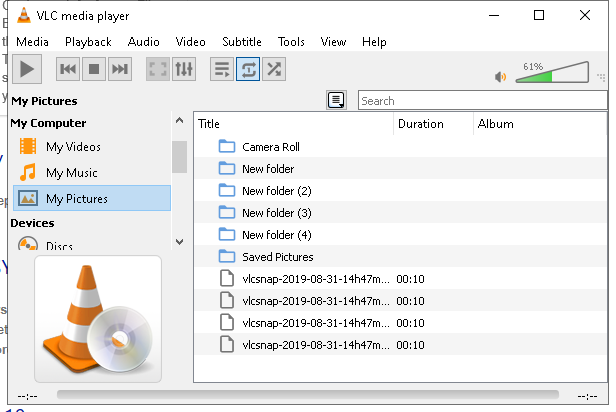 VLC media player
Media Playback Audio Video Subtitle Tools View Help
61%
My Pictures
Search
My Computer
Title Duration Album
My Videos
My Music
My Pictures
Devices
Discs
Camera Roll
New folder
New folder (2)
New folder (3)
New folder (4)
Saved Pictures
vlcsnap-2019-08-31-14h47m... 00:10
vlcsnap-2019-08-31-14h47m... 00:10
vlcsnap-2019-08-31-14h47m... 00:10
vlcsnap-2019-08-31-14h47m... 00:10
--:-- --:--